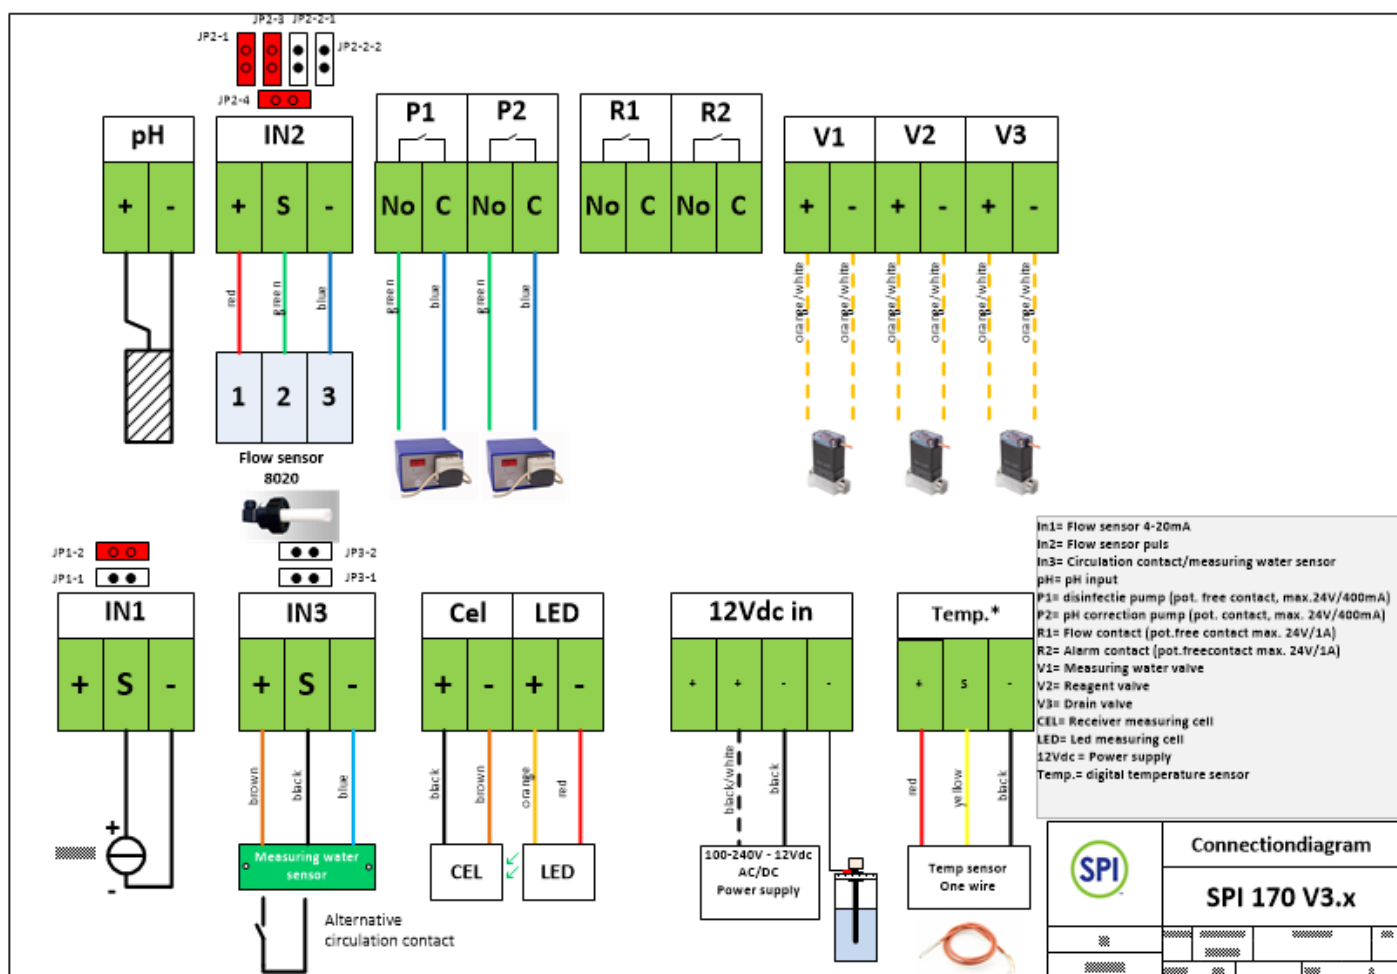 JP2-3 JP2-2-1
JP2-1
JP2-2-2
JP2-4
pH
IN2
P1
P2
R1
R2
V1
V2
V3
+ -
+ S -
No C No C
No C No C
+ - + - + -
red
green
blue
green
blue
green
blue
orange/white
orange/white
orange/white
orange/white
orange/white
orange/white
1 2 3
Flow sensor
8020
JP1-2
JP1-1
JP3-2
JP3-1
IN1
IN3
Cel
LED
12Vdc in
Temp.*
+ S -
+ S -
+ - + -
+ + - -
+ S -
brown
black
blue
black
brown
orange
red
black/white
black
red
yellow
black
+
-
Measuring water
sensor
CEL
LED
100-240V - 12Vdc
AC/DC
Power supply
Temp sensor
One wire
Alternative
circulation contact
In1= Flow sensor 4-20mA
In2= Flow sensor puls
In3= Circulation contact/measuring water sensor
pH= pH input
P1= disinfectie pump (pot. free contact, max.24V/400mA)
P2= pH correction pump (pot. contact, max. 24V/400mA)
R1= Flow contact (pot.free contact max. 24V/1A)
R2= Alarm contact (pot.freecontact max. 24V/1A)
V1= Measuring water valve
V2= Reagent valve
V3= Drain valve
CEL= Receiver measuring cell
LED= Led measuring cell
12Vdc = Power supply
Temp.= digital temperature sensor
SPI
Connectiondiagram
SPI 170 V3.x